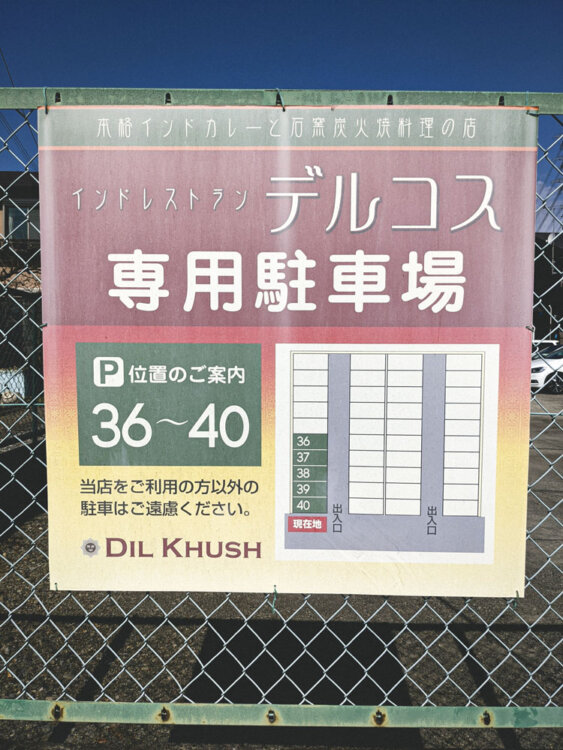 本格インドカレーと石窯炭火焼料理の店
インドレストラン デルコス
専用駐車場
P 位置のご案内
36～40
当店をご利用の方以外の
駐車はご遠慮ください。
DIL KHUSH
36
37
38
39
40
現在地
出入口
出入口